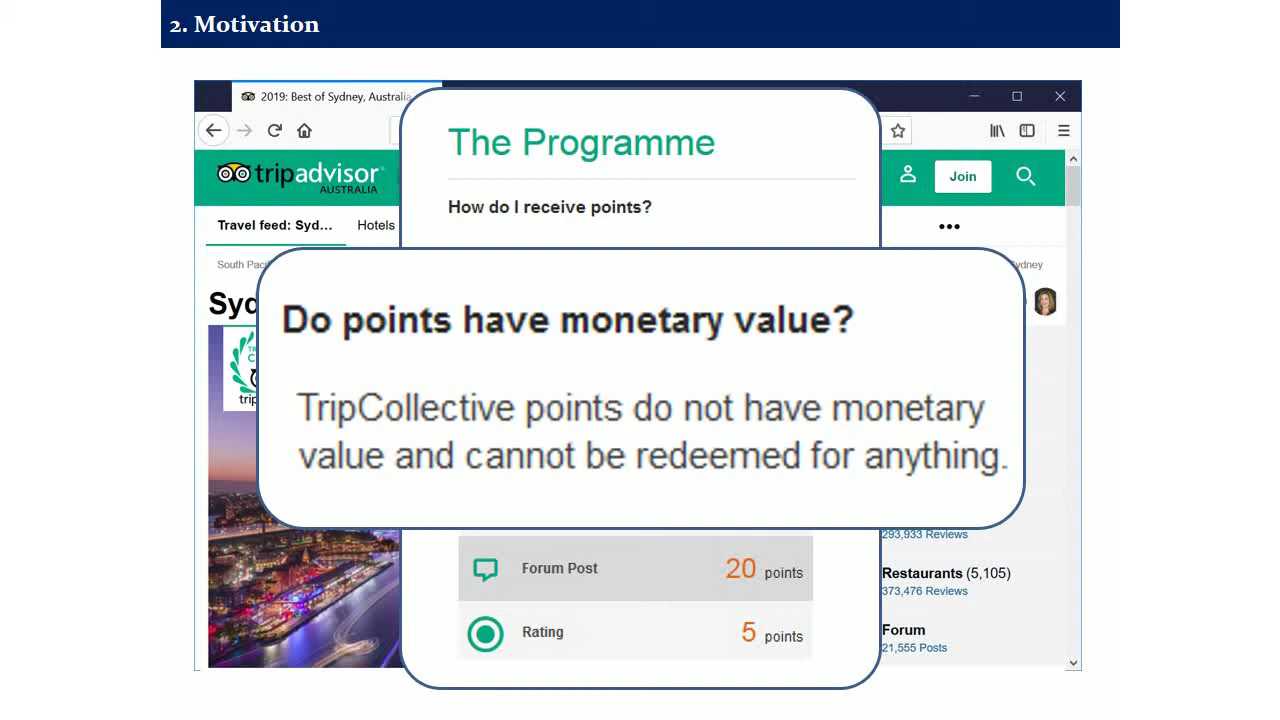 2. Motivation
2019: Best of Sydney, Australia
The Programme
tripadvisor
AUSTRALIA
Join
How do I receive points?
Travel feed: Syd...
Hotels
South Paci
ydney
Syd
Do points have monetary value?
TripCollective points do not have monetary
value and cannot be redeemed for anything.
trip
293,933 Reviews
Forum Post 20 points
Restaurants (5,105)
373,476 Reviews
Rating 5 points
Forum
21,555 Posts